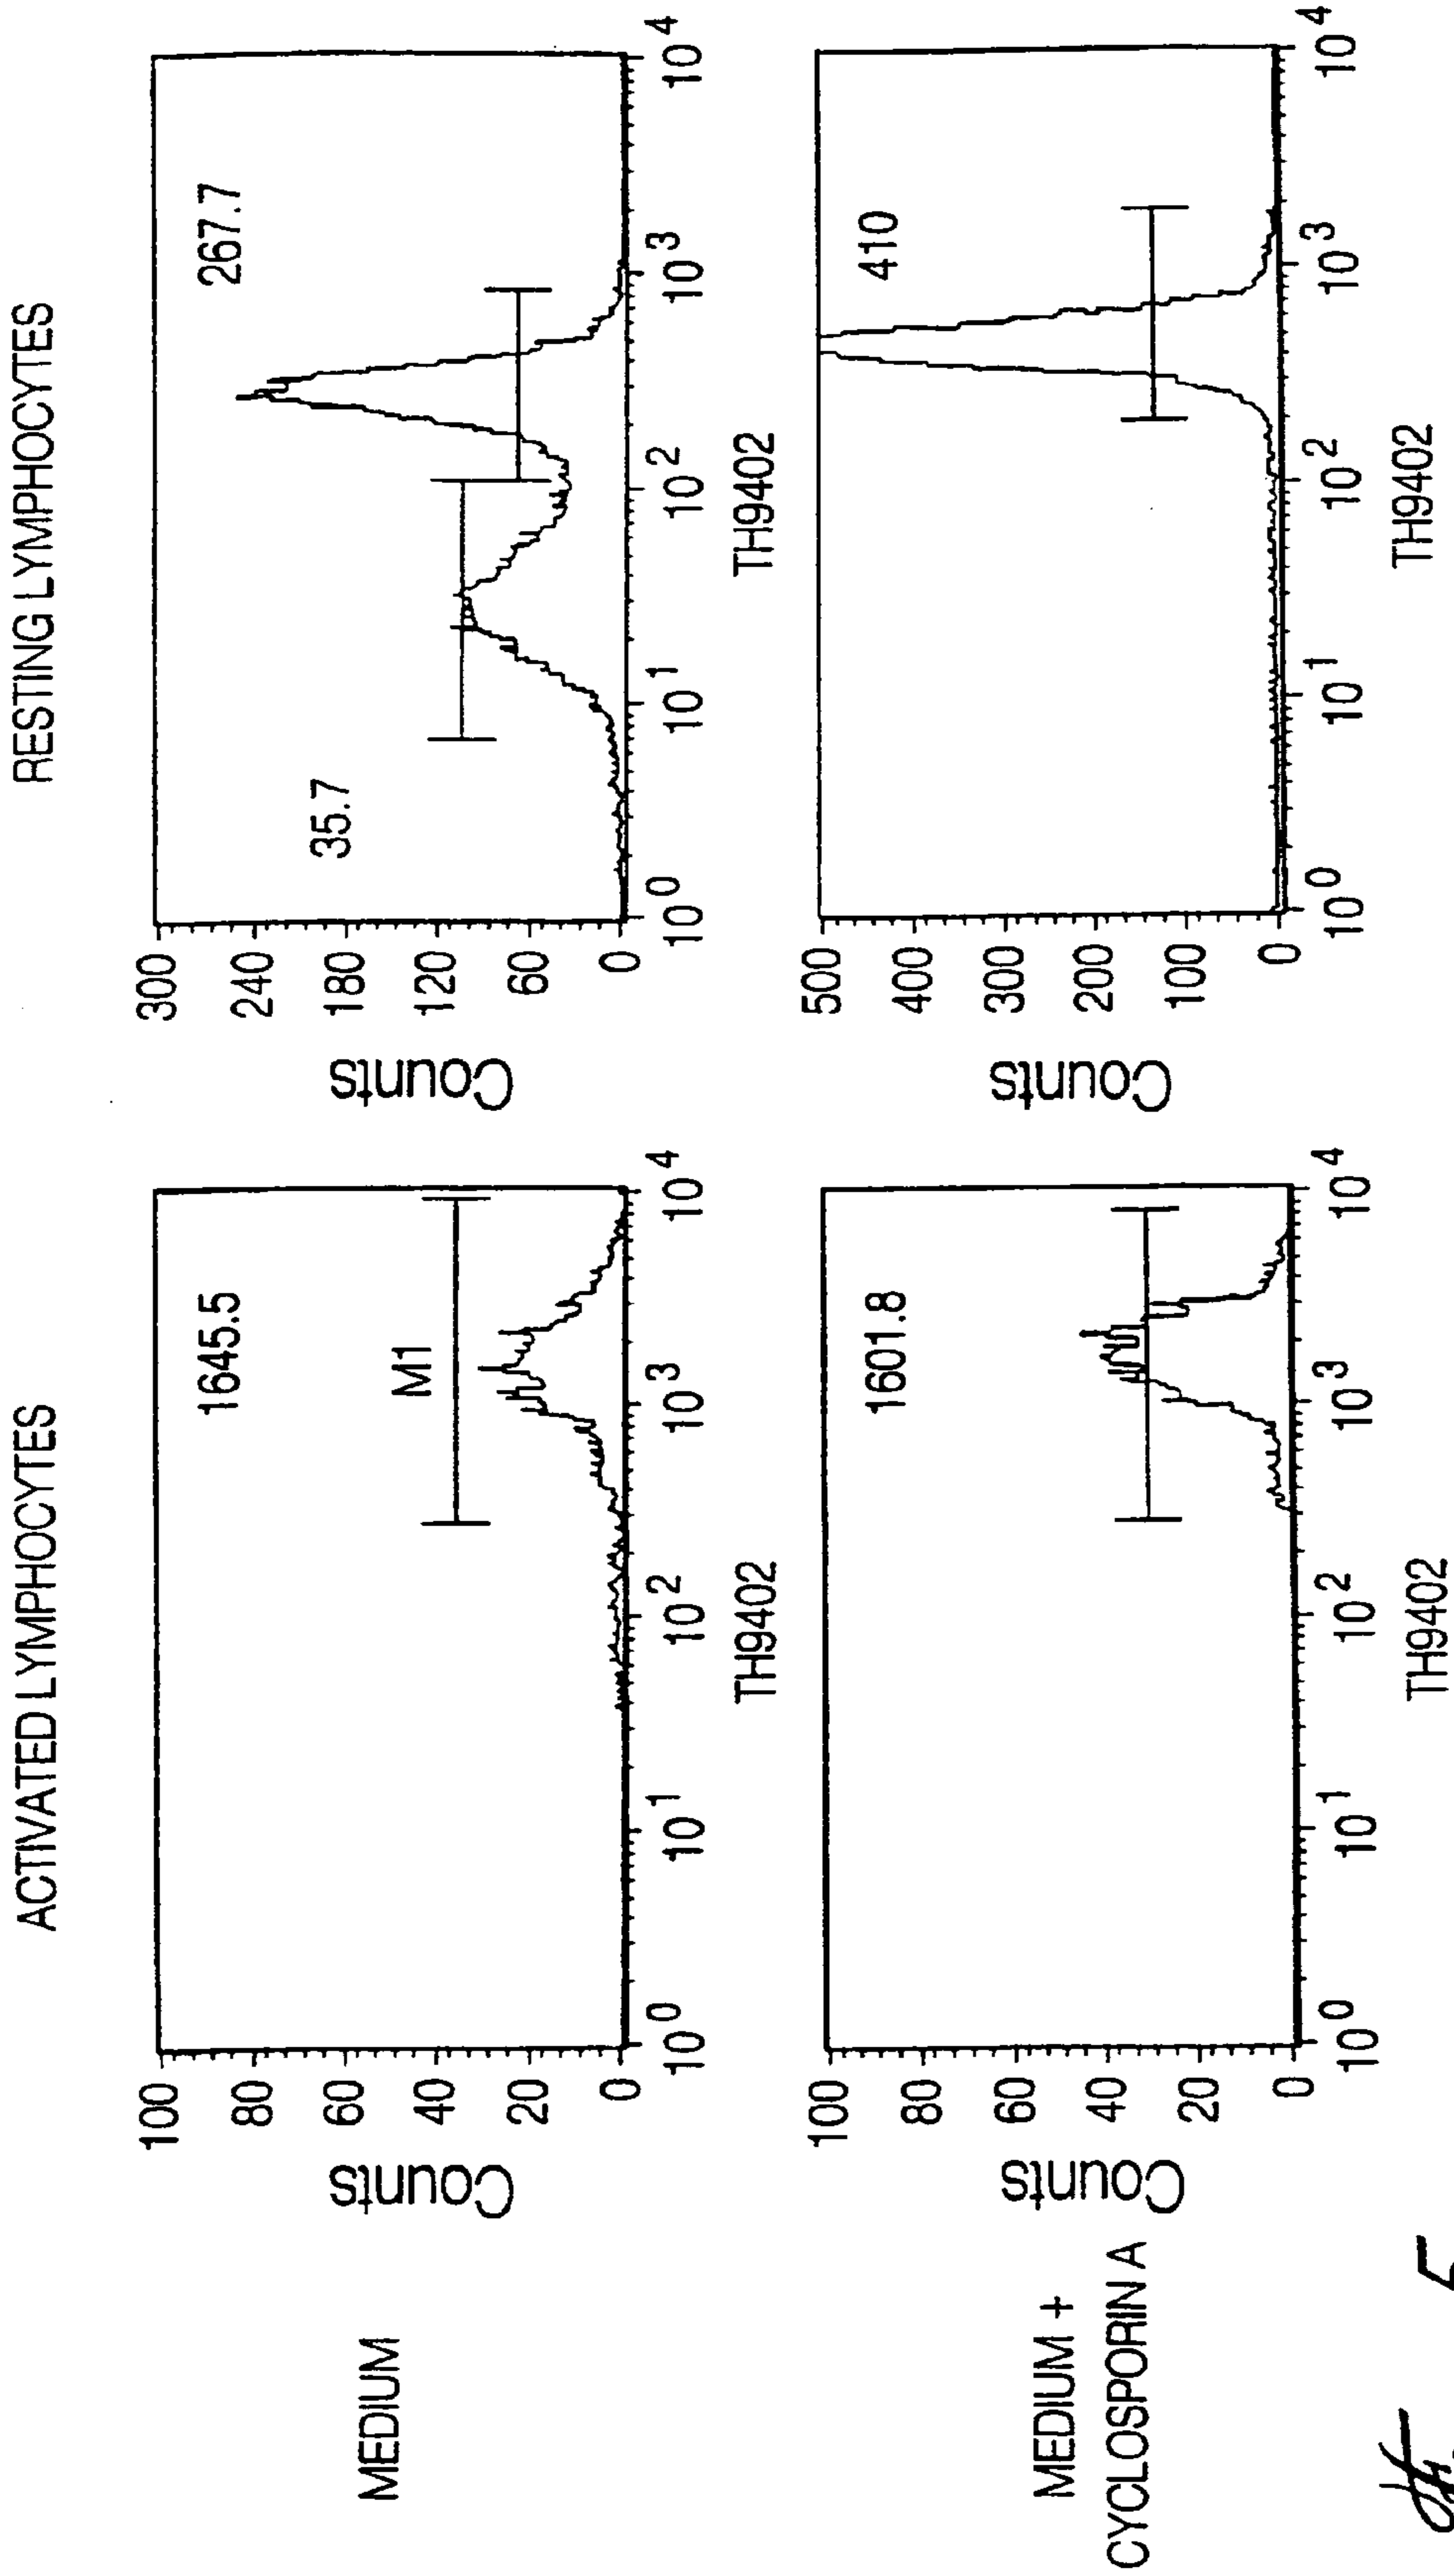 ACTIVATED LYMPHOCYTES
RESTING LYMPHOCYTES
MEDIUM
Counts
100
80
60
40
20
0
1645.5
M1
10^0 10^1 10^2 10^3 10^4
TH9402
Counts
300
240
180
120
60
0
35.7
267.7
10^0 10^1 10^2 10^3 10^4
TH9402
MEDIUM +
CYCLOSPORIN A
Counts
100
80
60
40
20
0
1601.8
10^0 10^1 10^2 10^3 10^4
TH9402
Counts
500
400
300
200
100
0
410
10^0 10^1 10^2 10^3 10^4
TH9402